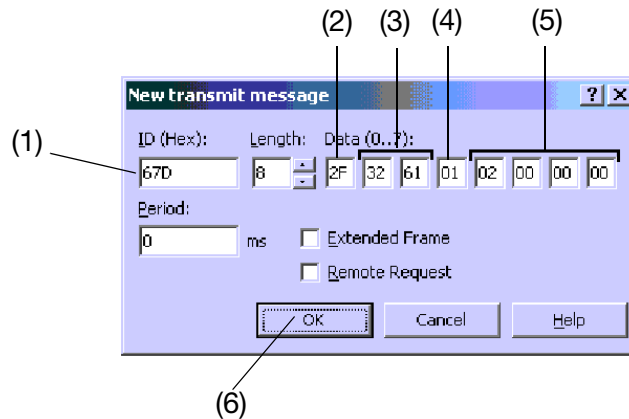 (2) (3) (4) (5)
New transmit message ? X
(1)
ID (Hex): Length: Data (0..7):
67D 8 2F 32 61 01 02 00 00 00
Period:
0 ms Extended Frame
Remote Request
OK Cancel Help
(6)